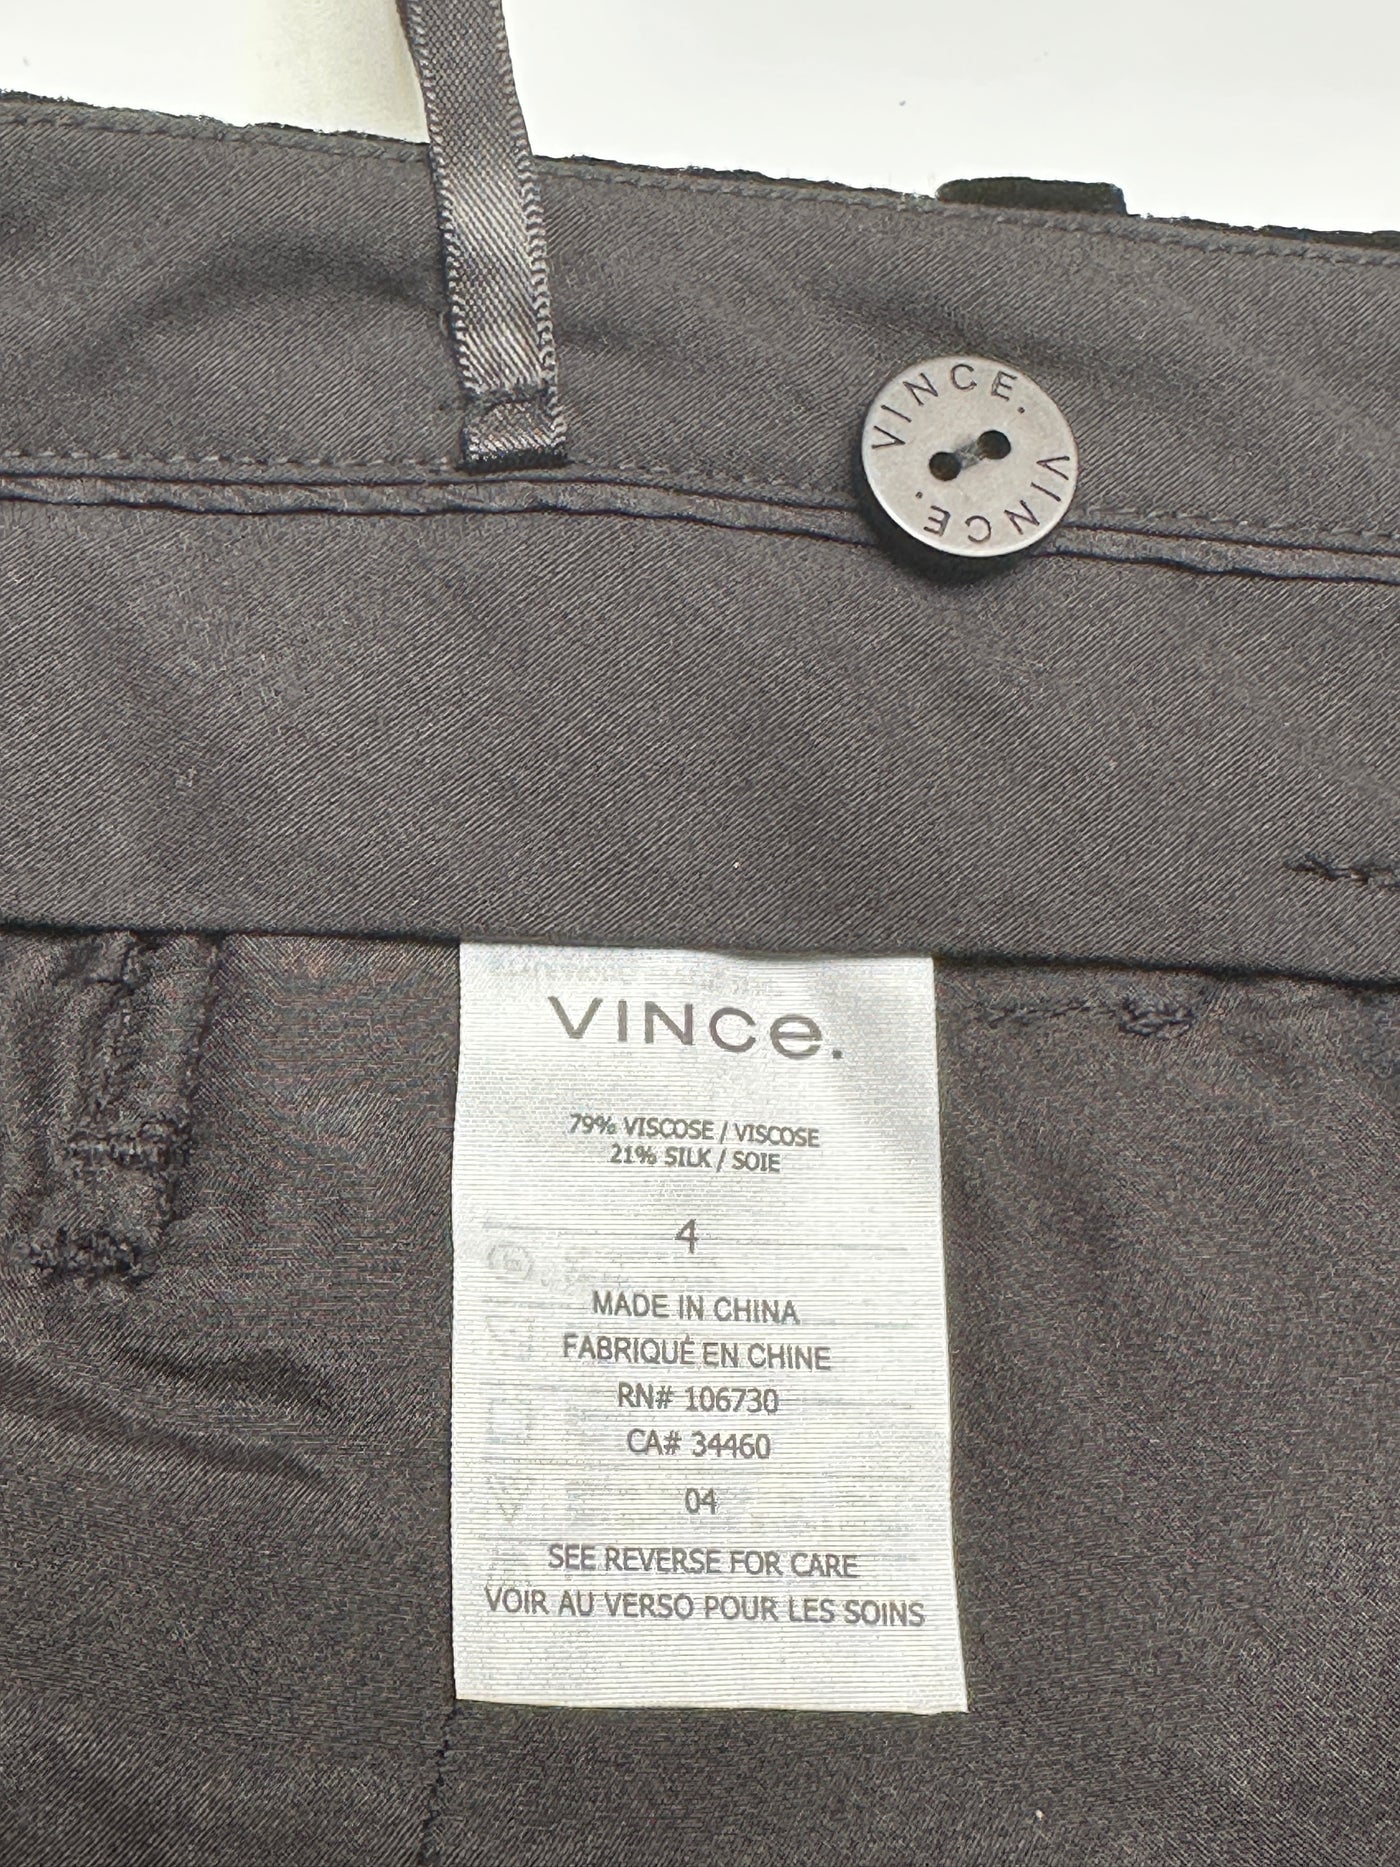 VINCE. VINCE.
VINCe.
79% VISCOSE / VISCOSE
21% SILK / SOIE
4
MADE IN CHINA
FABRIQUÉ EN CHINE
RN# 106730
CA# 34460
04
SEE REVERSE FOR CARE
VOIR AU VERSO POUR LES SOINS